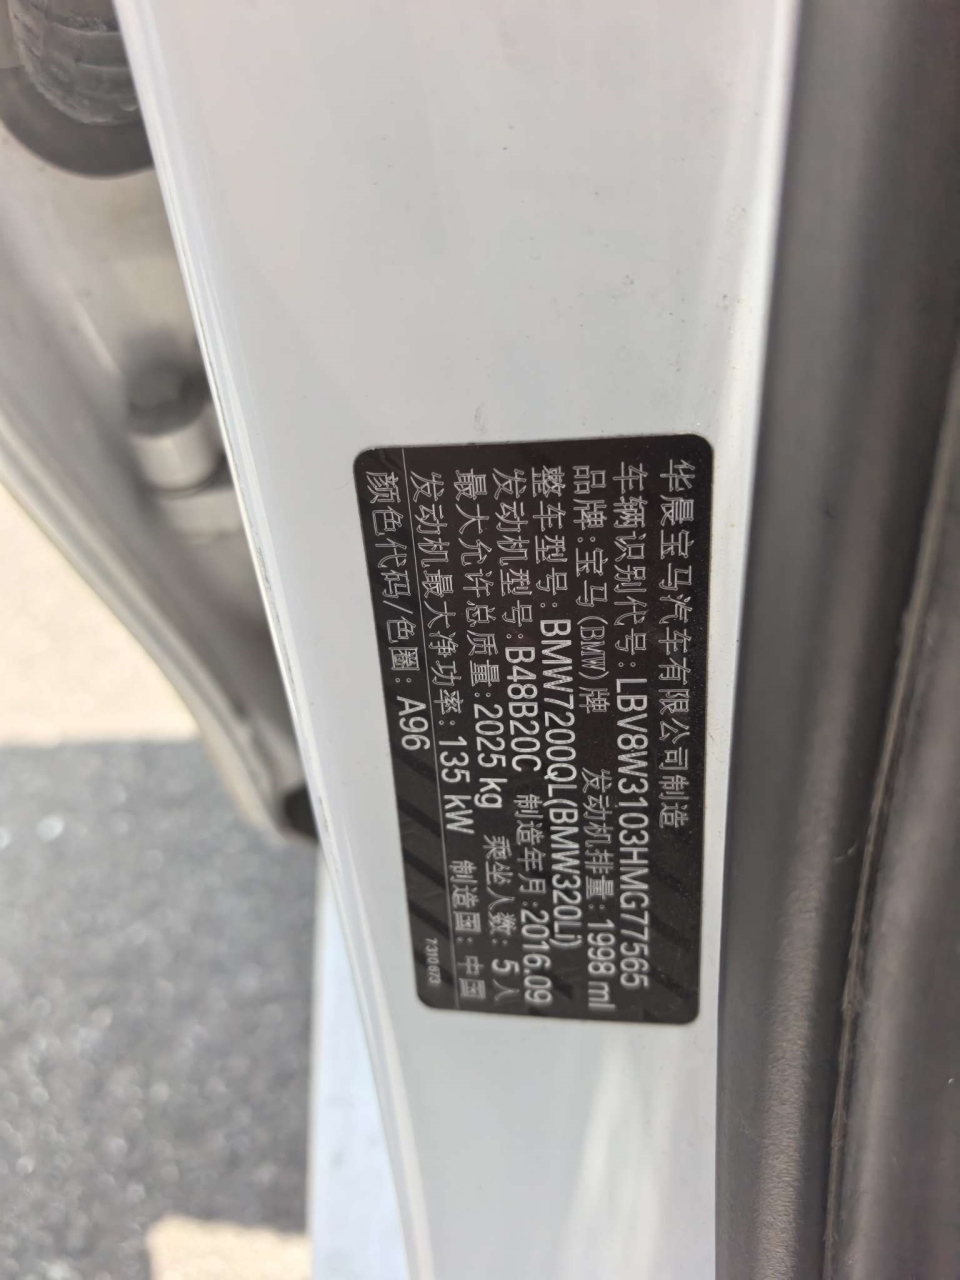 华晨宝马汽车有限公司制造
车辆识别代号:LBV8W3103HMG77565
品牌:宝马(BMW)牌 发动机排量:1998 ml
整车型号:BMW7200QL(BMW320Li)
发动机型号:B48B20C 制造年月:2016.09
最大允许总质量:2025 kg 乘坐人数: 5 人
发动机最大净功率: 135 kW 制造国: 中国
颜色代码/色圈: A96
7 310 673